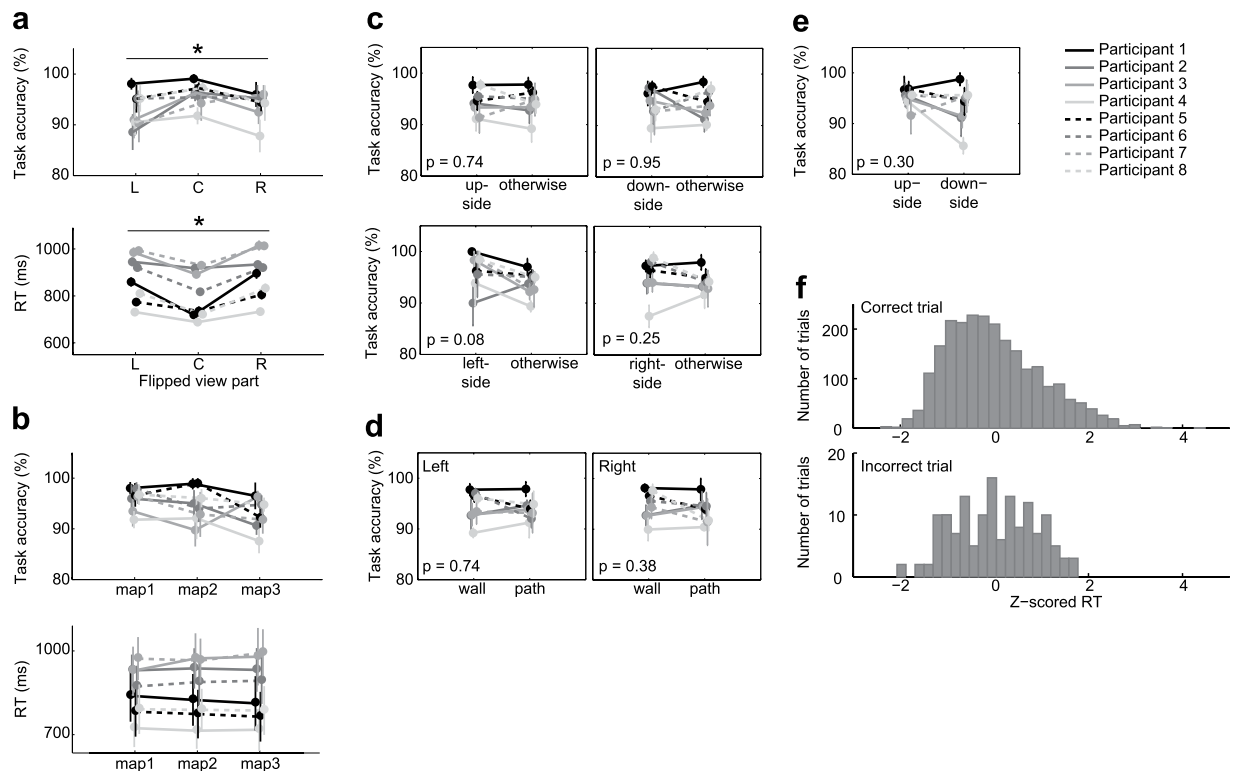 a
Task accuracy (%)
*
100
90
80
L C R
RT (ms)
*
1000
800
600
L C R
Flipped view part
b
Task accuracy (%)
100
90
80
map1 map2 map3
RT (ms)
1000
700
map1 map2 map3
c
Task accuracy (%)
100
90
80
p = 0.74
up-side otherwise
p = 0.95
down-side otherwise
Task accuracy (%)
100
90
80
p = 0.08
left-side otherwise
p = 0.25
right-side otherwise
d
Task accuracy (%)
100
90
80
Left
p = 0.74
wall path
Right
p = 0.38
wall path
e
Task accuracy (%)
100
90
80
p = 0.30
up−side down−side
Participant 1
Participant 2
Participant 3
Participant 4
Participant 5
Participant 6
Participant 7
Participant 8
f
Number of trials
Correct trial
200
100
0
−2 0 2 4
Number of trials
Incorrect trial
20
10
0
−2 0 2 4
Z−scored RT